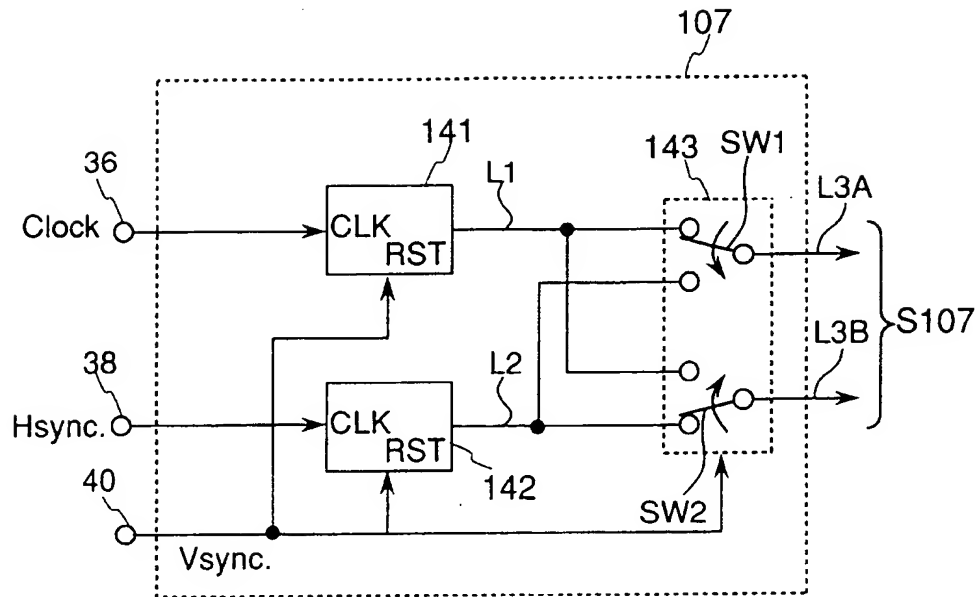 107
141
143
SW1
36
L1
L3A
Clock
CLK
RST
S107
38
L2
L3B
Hsync.
CLK
RST
142
40
SW2
Vsync.